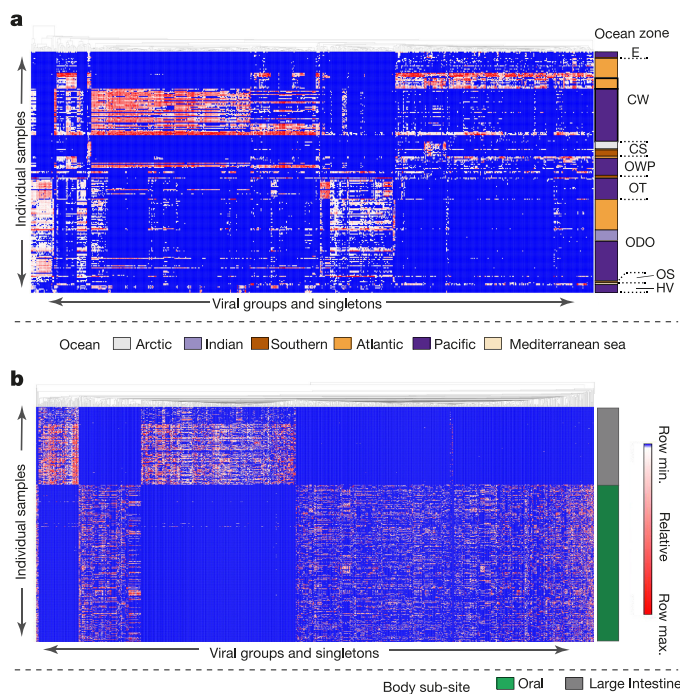 a
Ocean zone
E
CW
CS
OWP
OT
ODO
OS
HV
Individual samples
Viral groups and singletons
Ocean Arctic Indian Southern Atlantic Pacific Mediterranean sea
b
Individual samples
Row min.
Relative
Row max.
Viral groups and singletons
Body sub-site Oral Large Intestine